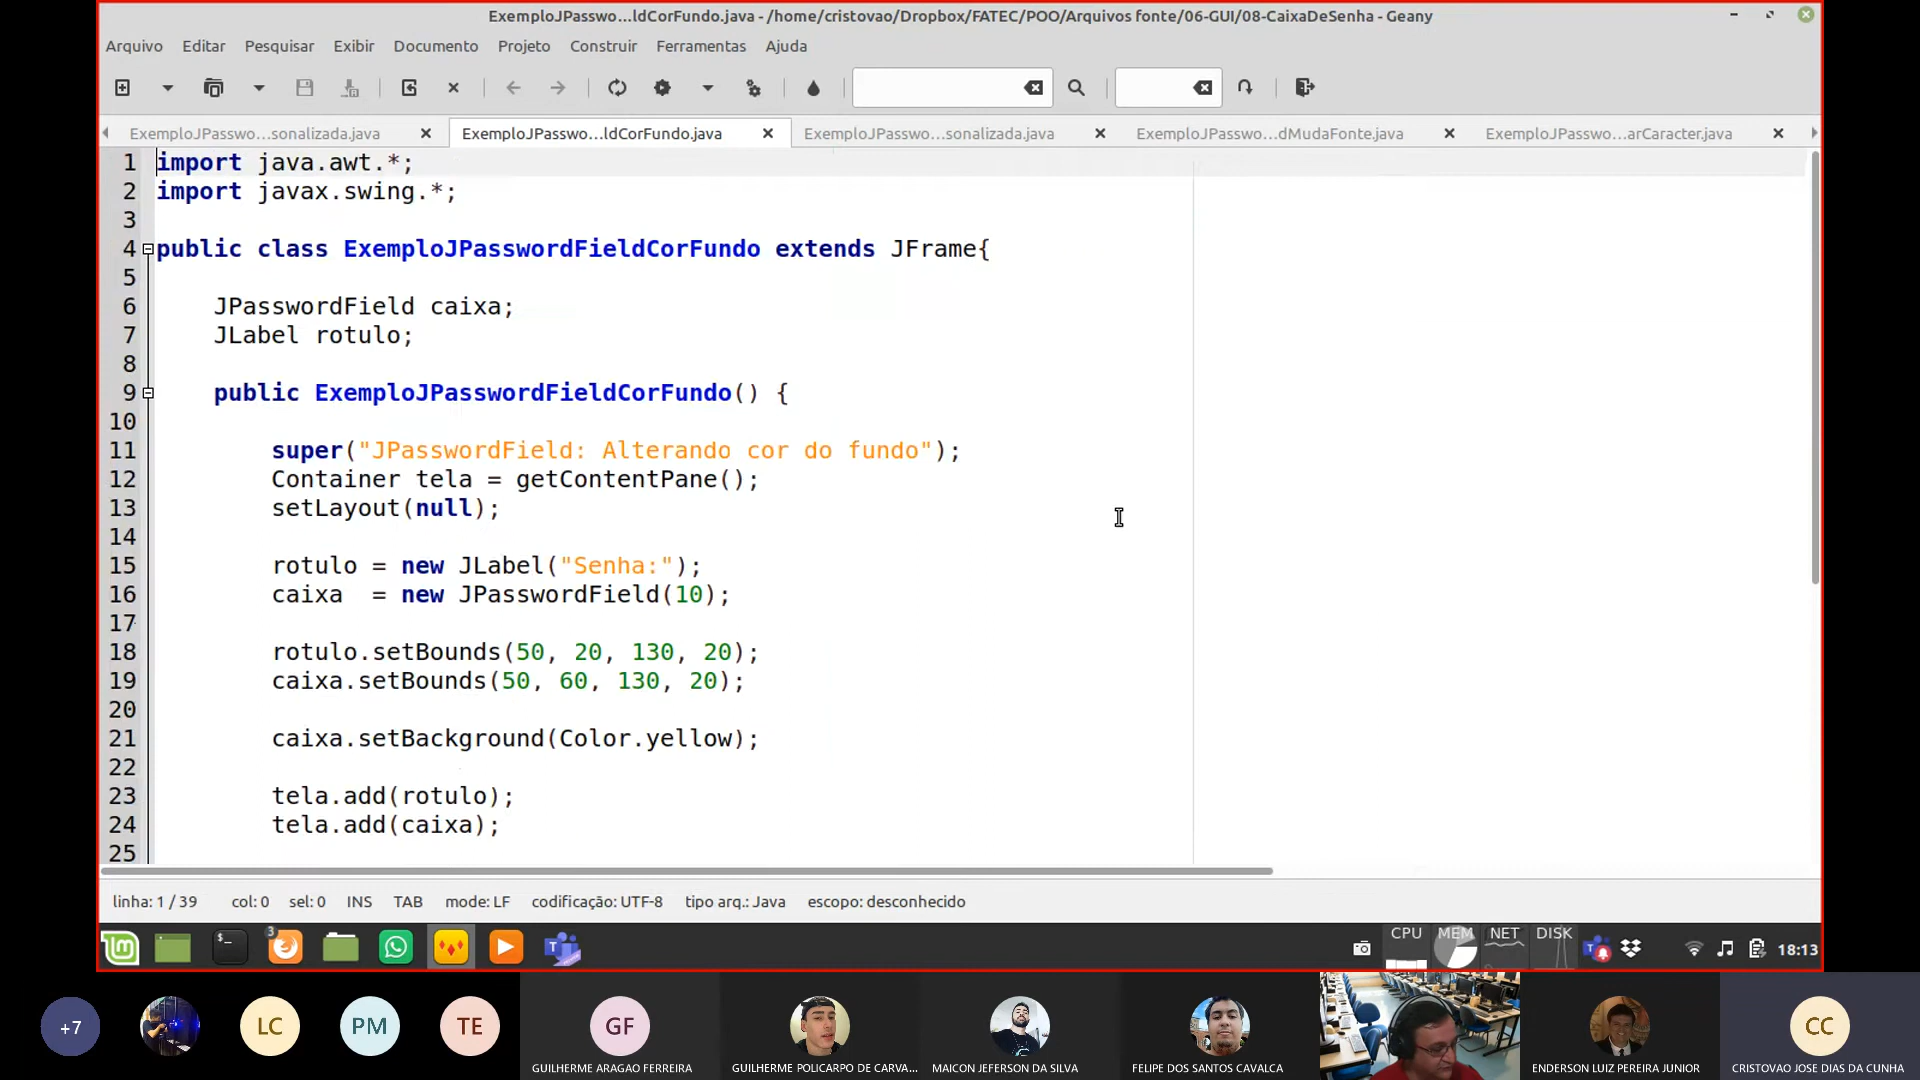 ExemploJPasswo...ldCorFundo.java - /home/cristovao/Dropbox/FATEC/POO/Arquivos fonte/06-GUI/08-CaixaDeSenha - Geany
Arquivo Editar Pesquisar Exibir Documento Projeto Construir Ferramentas Ajuda
ExemploJPasswo...sonalizada.java ExemploJPasswo...ldCorFundo.java ExemploJPasswo...sonalizada.java ExemploJPasswo...dMudaFonte.java ExemploJPasswo...arCaracter.java
1 import java.awt.*;
2 import javax.swing.*;
3
4 public class ExemploJPasswordFieldCorFundo extends JFrame{
5
6 JPasswordField caixa;
7 JLabel rotulo;
8
9 public ExemploJPasswordFieldCorFundo() {
10
11 super("JPasswordField: Alterando cor do fundo");
12 Container tela = getContentPane();
13 setLayout(null);
14
15 rotulo = new JLabel("Senha:");
16 caixa = new JPasswordField(10);
17
18 rotulo.setBounds(50, 20, 130, 20);
19 caixa.setBounds(50, 60, 130, 20);
20
21 caixa.setBackground(Color.yellow);
22
23 tela.add(rotulo);
24 tela.add(caixa);
25
linha: 1 / 39 col: 0 sel: 0 INS TAB mode: LF codificação: UTF-8 tipo arq.: Java escopo: desconhecido
3 CPU MEM NET DISK 18:13
+7 LC PM TE GF CC
GUILHERME ARAGAO FERREIRA GUILHERME POLICARPO DE CARVA... MAICON JEFERSON DA SILVA FELIPE DOS SANTOS CAVALCA ENDERSON LUIZ PEREIRA JUNIOR CRISTOVAO JOSE DIAS DA CUNHA